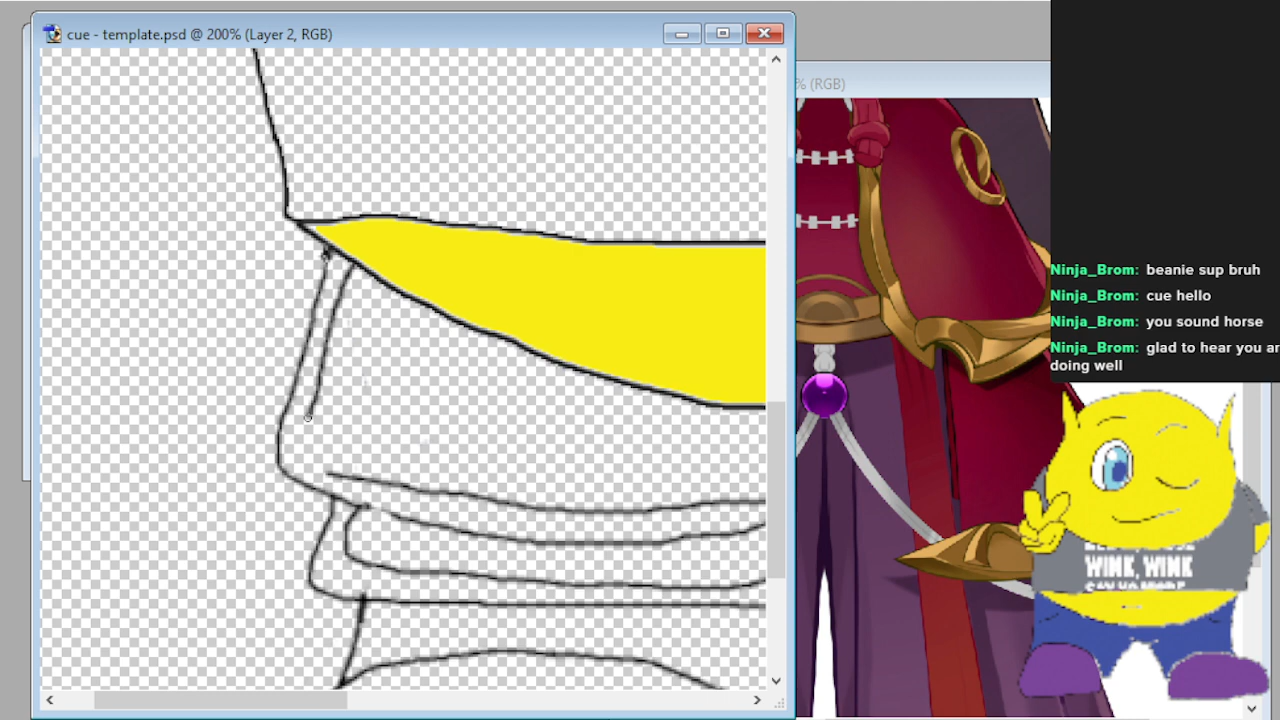 cue - template.psd @ 200% (Layer 2, RGB)
% (RGB)
Ninja_Brom: beanie sup bruh
Ninja_Brom: cue hello
Ninja_Brom: you sound horse
Ninja_Brom: glad to hear you ar
doing well
WINK, WINK